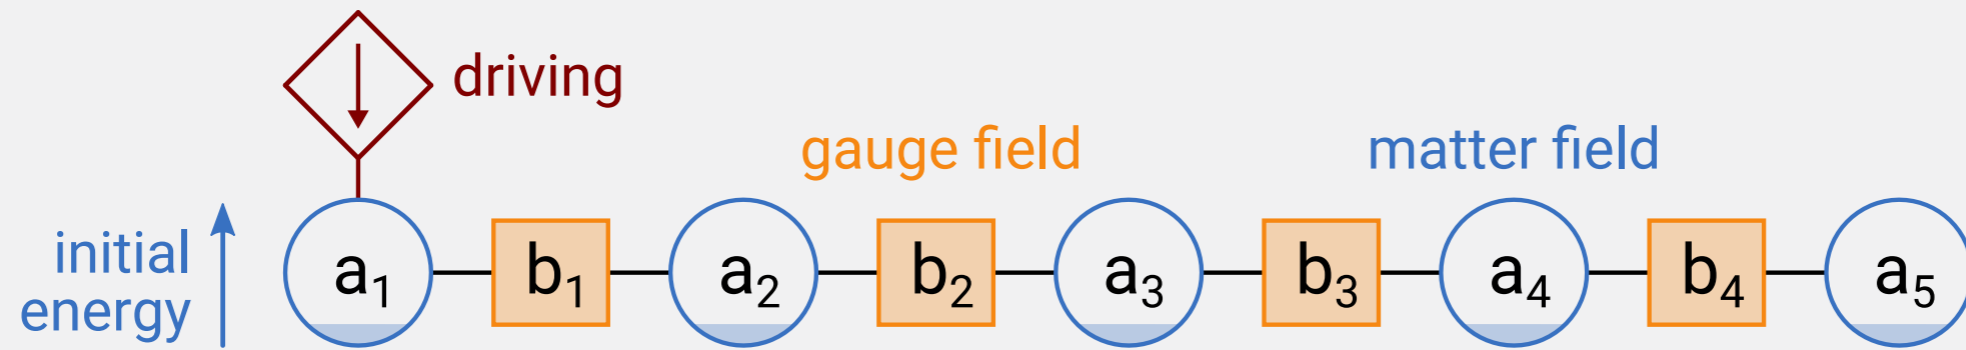 driving
gauge field
matter field
initial
energy
a₁
b₁
a₂
b₂
a₃
b₃
a₄
b₄
a₅